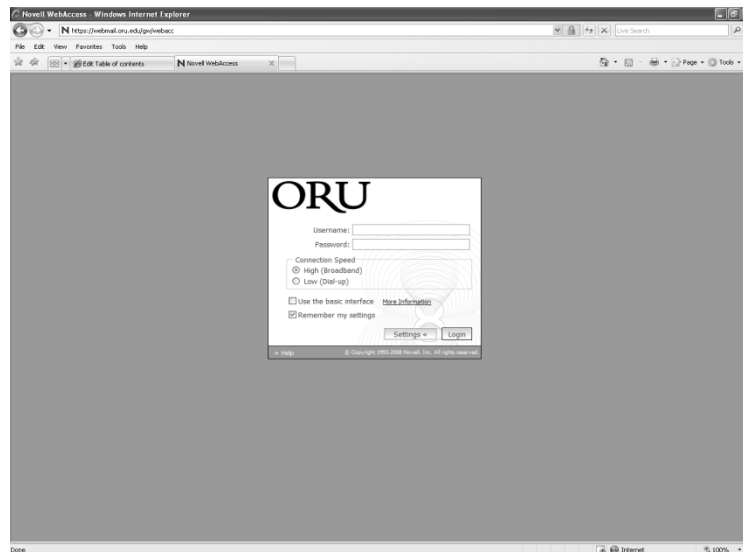 Novell WebAccess - Windows Internet Explorer
N https://webmail.oru.edu/gw/webacc
Live Search
File Edit View Favorites Tools Help
Edit Table of contents
N Novell WebAccess
Page Tools
ORU
Username:
Password:
Connection Speed
High (Broadband)
Low (Dial-up)
Use the basic interface More Information
Remember my settings
Settings «
Login
Help
© Copyright 1993-2008 Novell, Inc. All rights reserved.
Done
Internet
100%